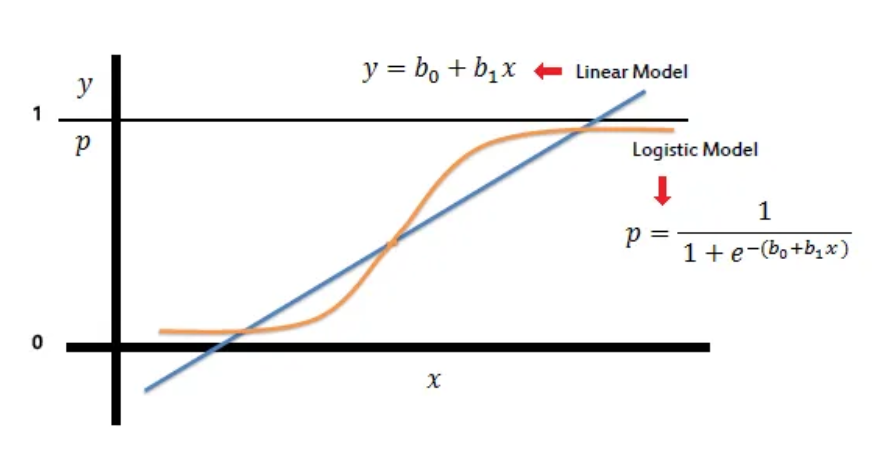 y = b₀ + b₁x
Linear Model
y
1
p
Logistic Model
p = 1 / (1 + e^−(b₀+b₁x))
0
x